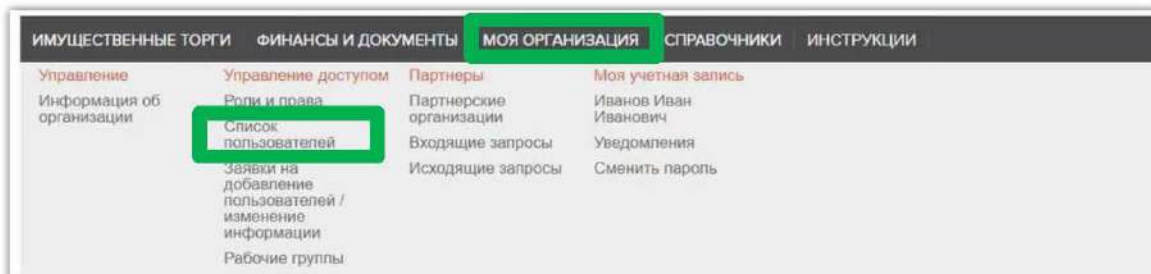 ИМУЩЕСТВЕННЫЕ ТОРГИ ФИНАНСЫ И ДОКУМЕНТЫ МОЯ ОРГАНИЗАЦИЯ СПРАВОЧНИКИ ИНСТРУКЦИИ
Управление
Информация об
организации
Управление доступом
Роли и права
Список
пользователей
Заявки на
добавление
пользователей /
изменение
информации
Рабочие группы
Партнеры
Партнерские
организации
Входящие запросы
Исходящие запросы
Моя учетная запись
Иванов Иван
Иванович
Уведомления
Сменить пароль